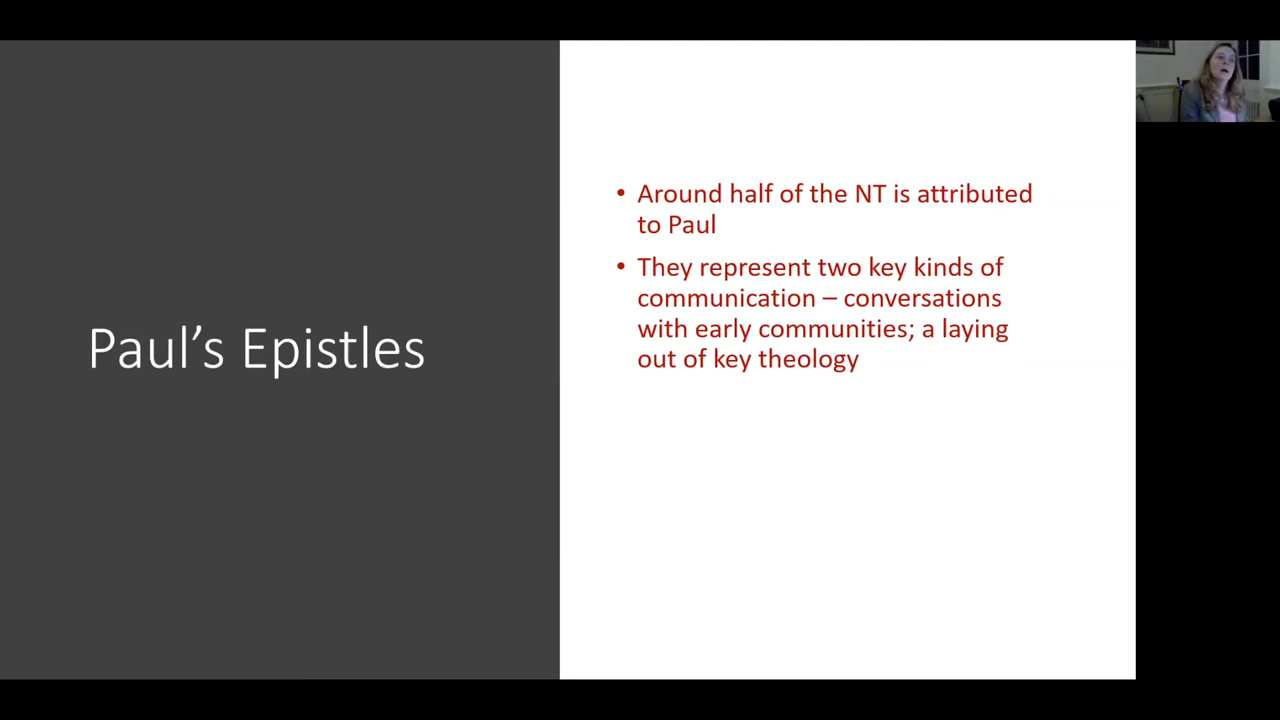 Paul’s Epistles
• Around half of the NT is attributed
to Paul
• They represent two key kinds of
communication – conversations
with early communities; a laying
out of key theology